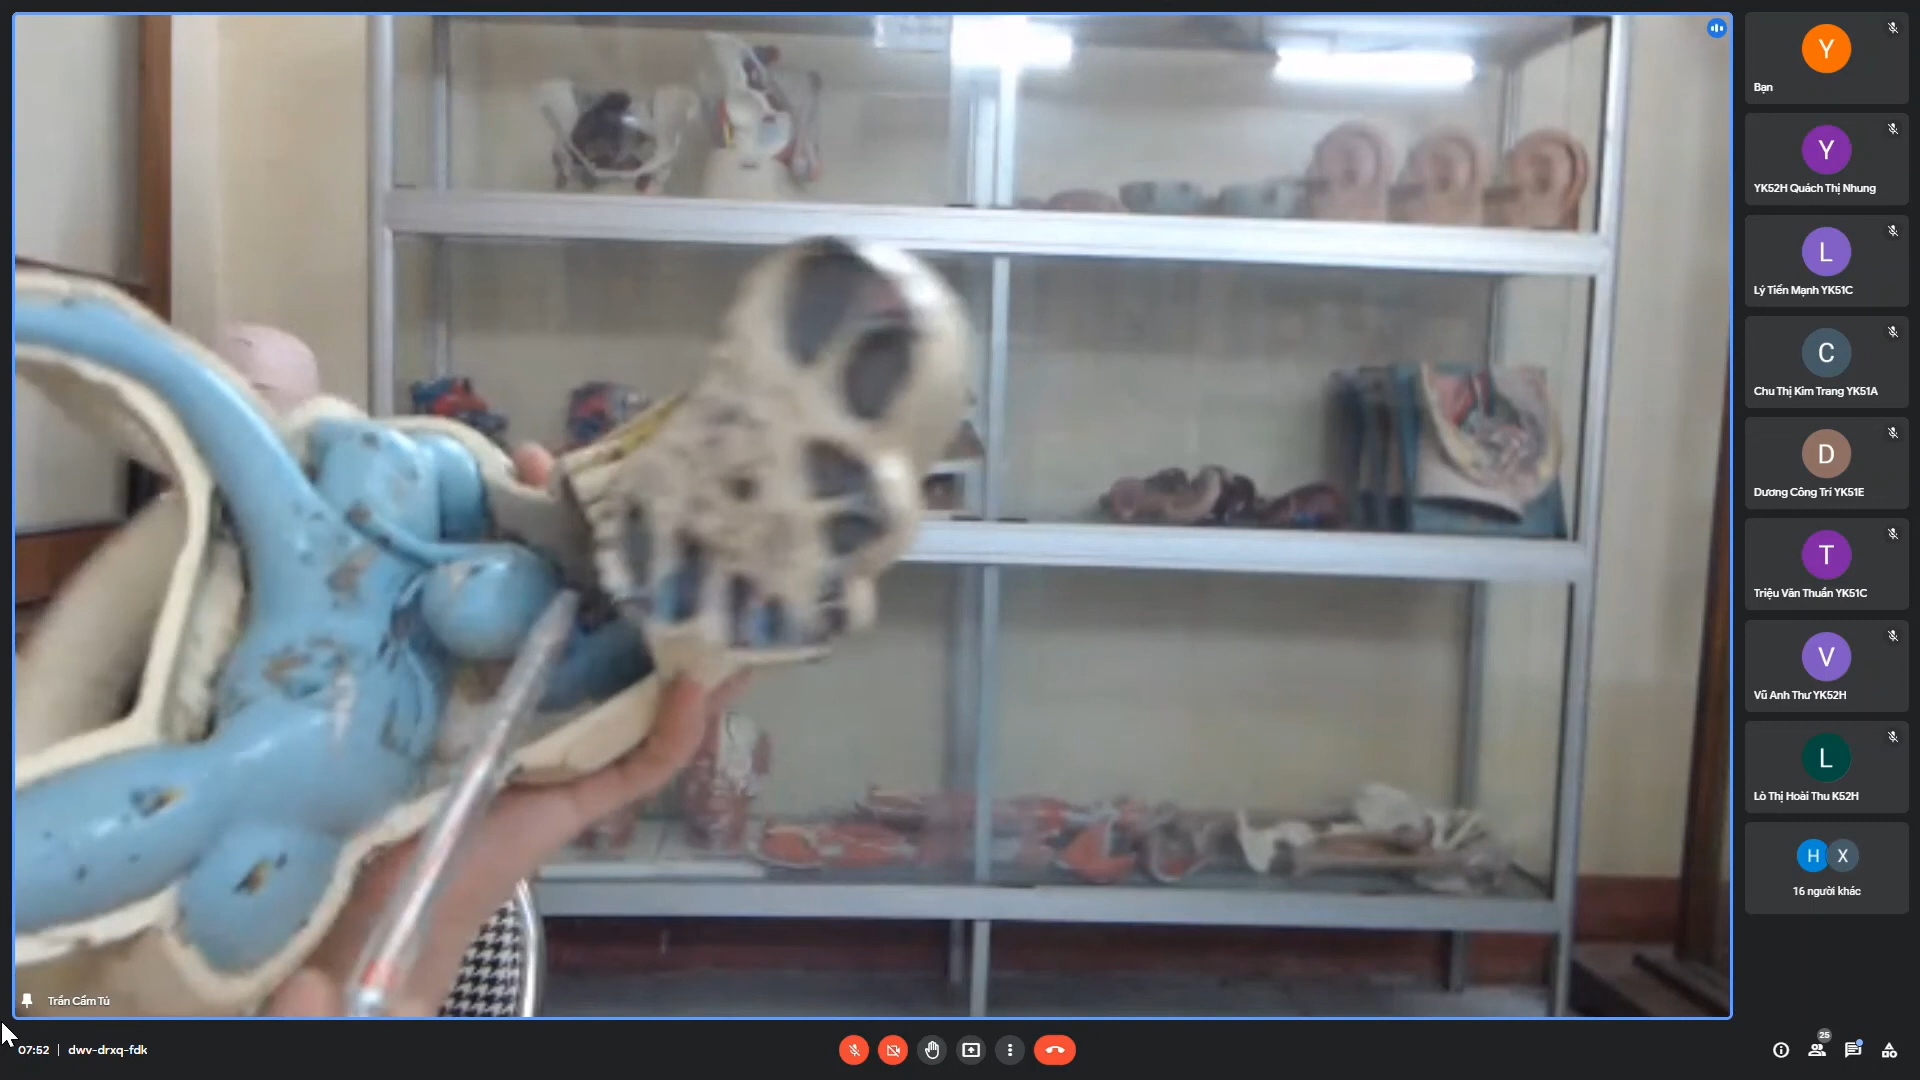 Y
Bạn
Y
YK52H Quách Thị Nhung
L
Lý Tiến Mạnh YK51C
C
Chu Thị Kim Trang YK51A
D
Dương Công Trí YK51E
T
Triệu Văn Thuần YK51C
V
Vũ Anh Thư YK52H
L
Lò Thị Hoài Thu K52H
H X
16 người khác
Trần Cẩm Tú
07:52 | dwv-drxq-fdk
25